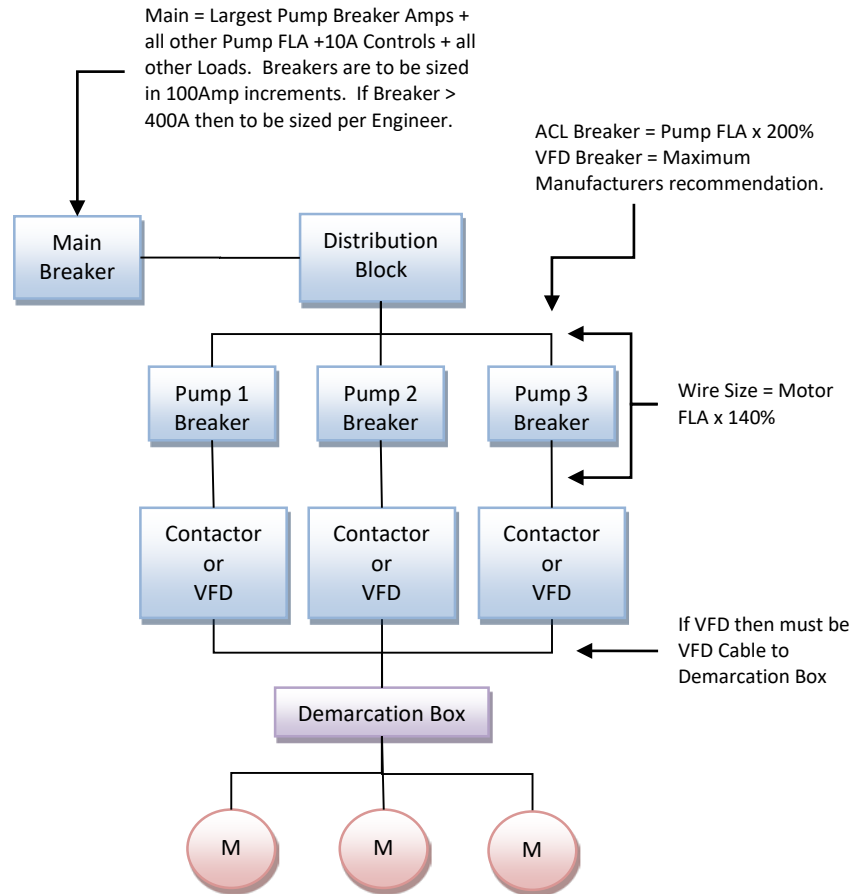 Main = Largest Pump Breaker Amps +
all other Pump FLA +10A Controls + all
other Loads.  Breakers are to be sized
in 100Amp increments.  If Breaker >
400A then to be sized per Engineer.
ACL Breaker = Pump FLA x 200%
VFD Breaker = Maximum
Manufacturers recommendation.
Main
Breaker
Distribution
Block
Pump 1
Breaker
Pump 2
Breaker
Pump 3
Breaker
Wire Size = Motor
FLA x 140%
Contactor
or
VFD
Contactor
or
VFD
Contactor
or
VFD
If VFD then must be
VFD Cable to
Demarcation Box
Demarcation Box
M
M
M